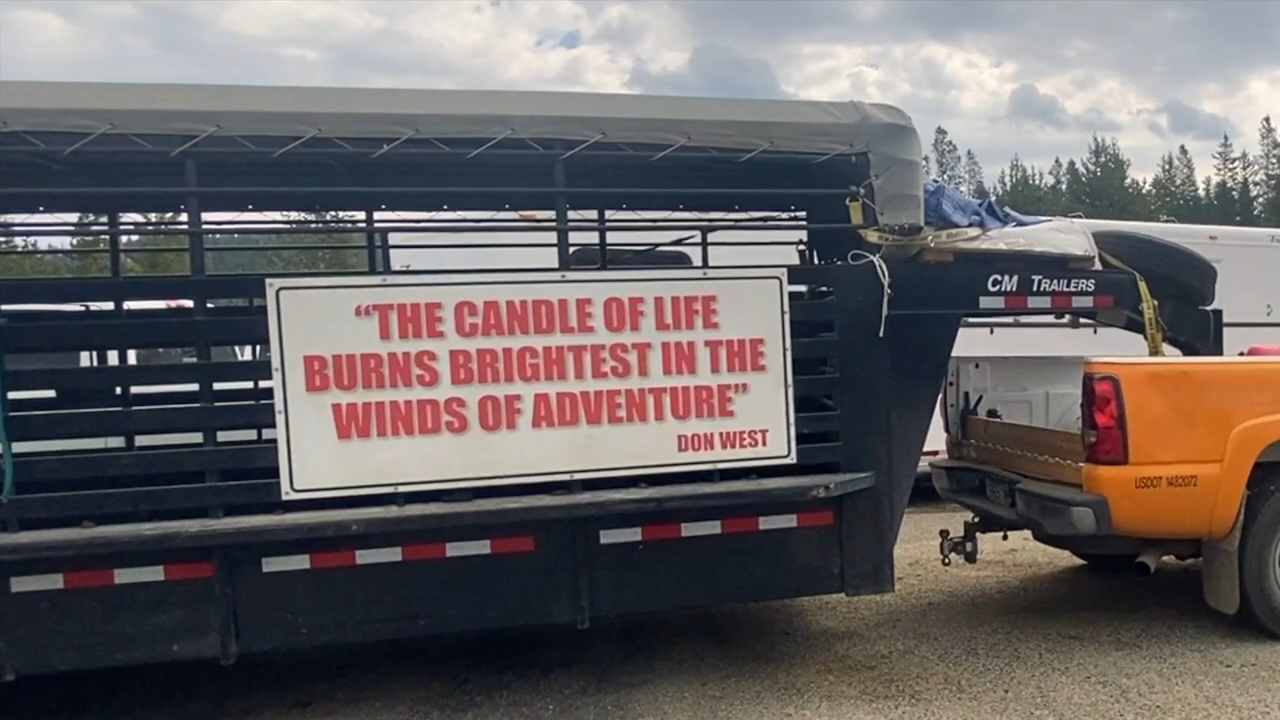 “THE CANDLE OF LIFE
BURNS BRIGHTEST IN THE
WINDS OF ADVENTURE”
DON WEST
CM TRAILERS
USDOT 1482072